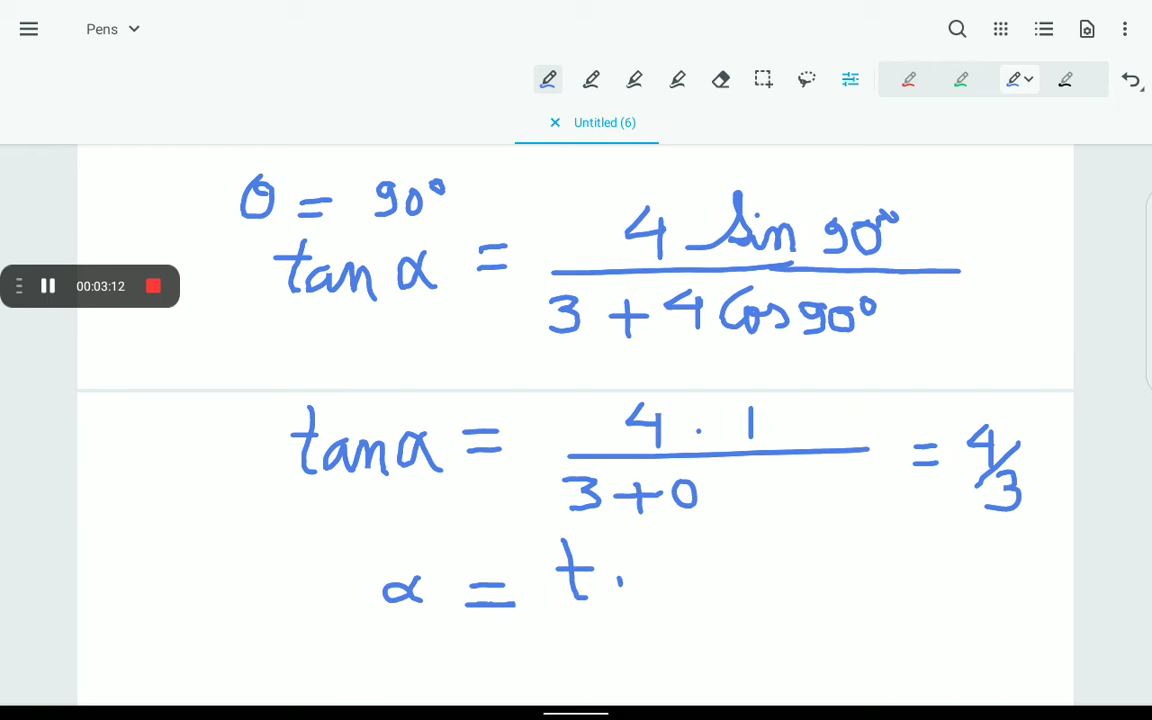 Pens
Untitled (6)
00:03:12
θ = 90°
tan α = 4 Sin 90° / 3 + 4 Cos 90°
tan α = 4 · 1 / 3 + 0 = 4/3
α = t